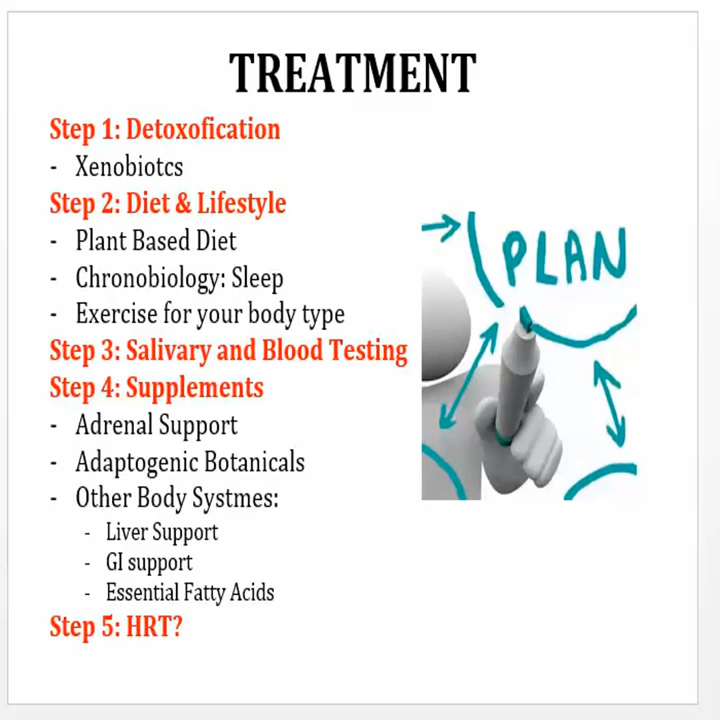 TREATMENT
Step 1: Detoxofication
- Xenobiotcs
Step 2: Diet & Lifestyle
- Plant Based Diet
- Chronobiology: Sleep
- Exercise for your body type
Step 3: Salivary and Blood Testing
Step 4: Supplements
- Adrenal Support
- Adaptogenic Botanicals
- Other Body Systmes:
- Liver Support
- GI support
- Essential Fatty Acids
Step 5: HRT?
PLAN